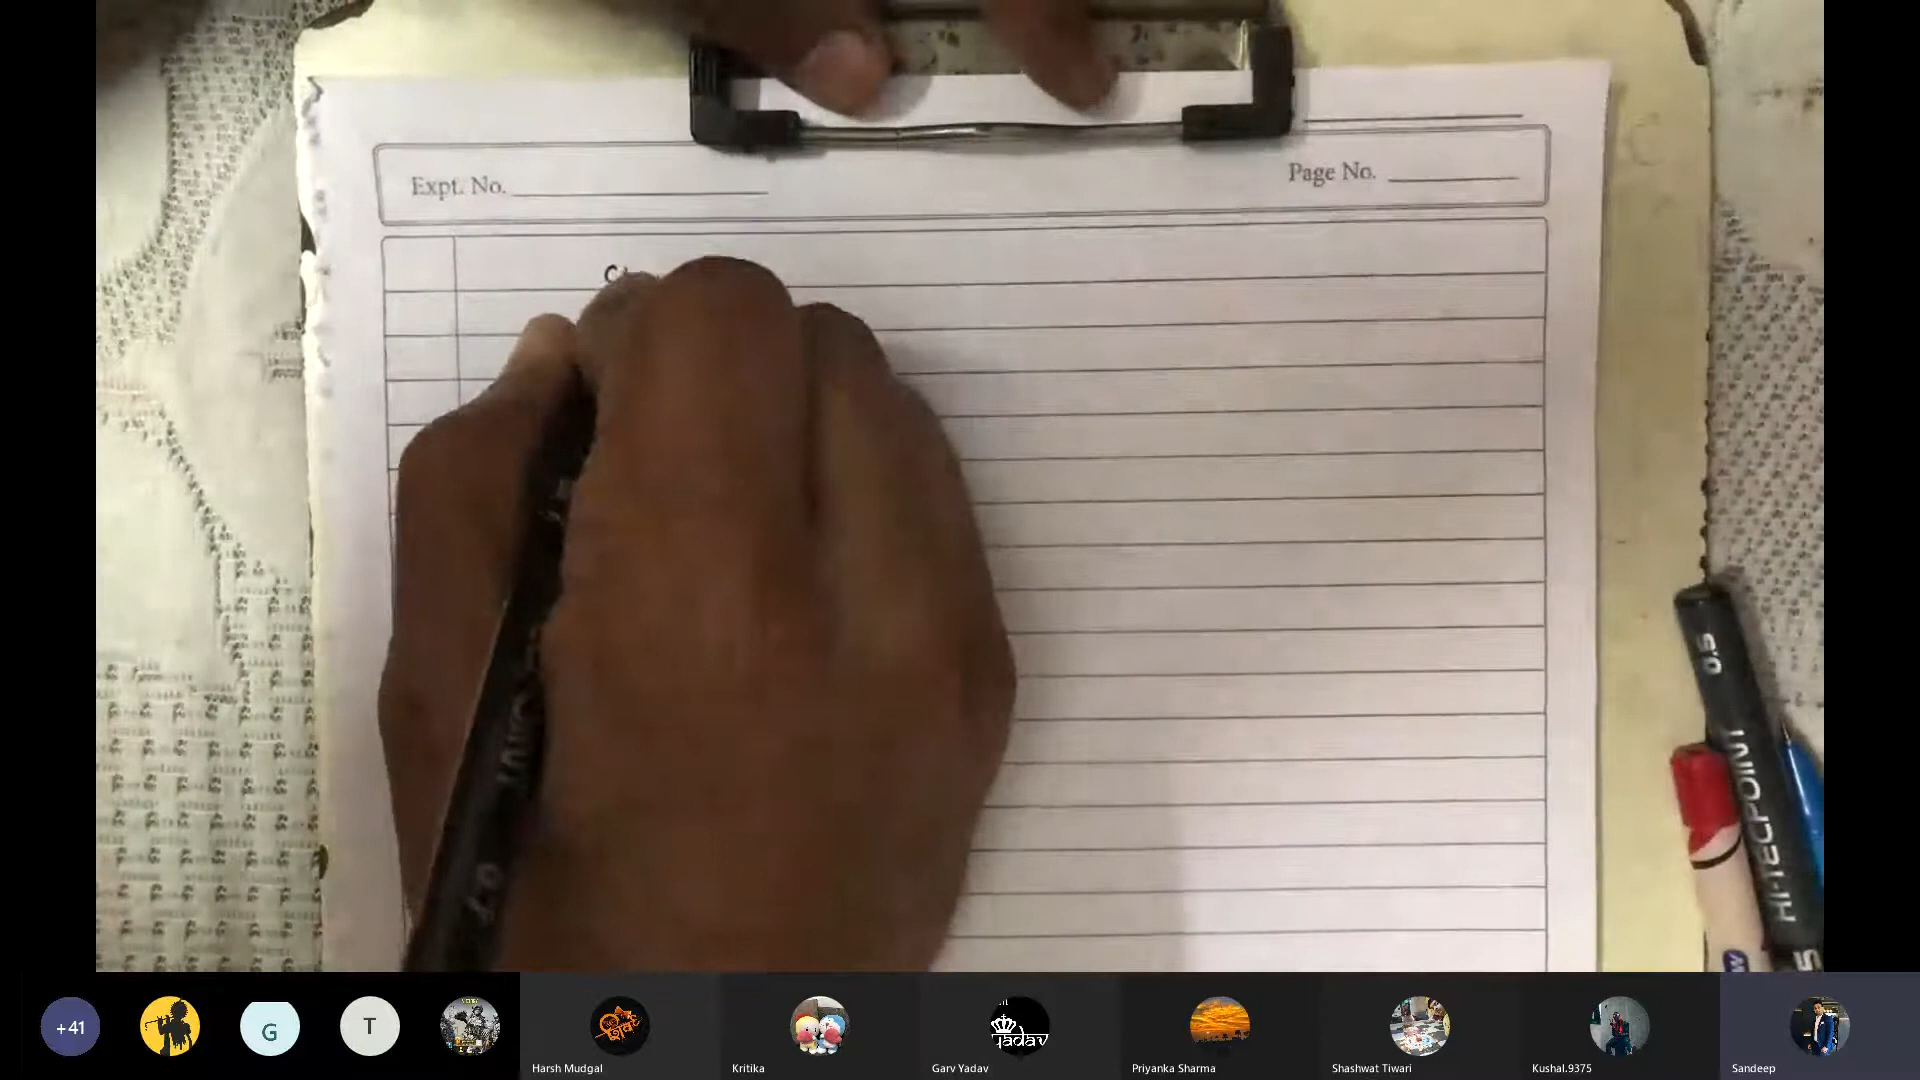 Expt. No.
Page No.
0.5
HI-TECPOINT
+41
G
T
Yadav
Harsh Mudgal
Kritika
Garv Yadav
Priyanka Sharma
Shashwat Tiwari
Kushal.9375
Sandeep